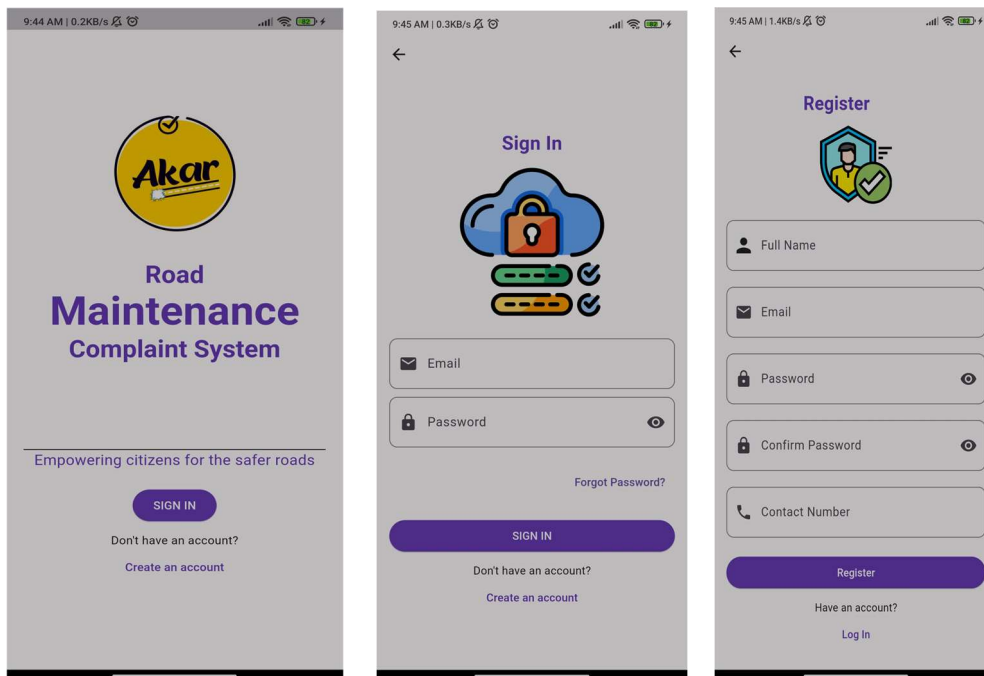 9:44 AM | 0.2KB/s
82
Akar
Road
Maintenance
Complaint System
Empowering citizens for the safer roads
SIGN IN
Don't have an account?
Create an account
9:45 AM | 0.3KB/s
82
Sign In
Email
Password
Forgot Password?
SIGN IN
Don't have an account?
Create an account
9:45 AM | 1.4KB/s
82
Register
Full Name
Email
Password
Confirm Password
Contact Number
Register
Have an account?
Log In